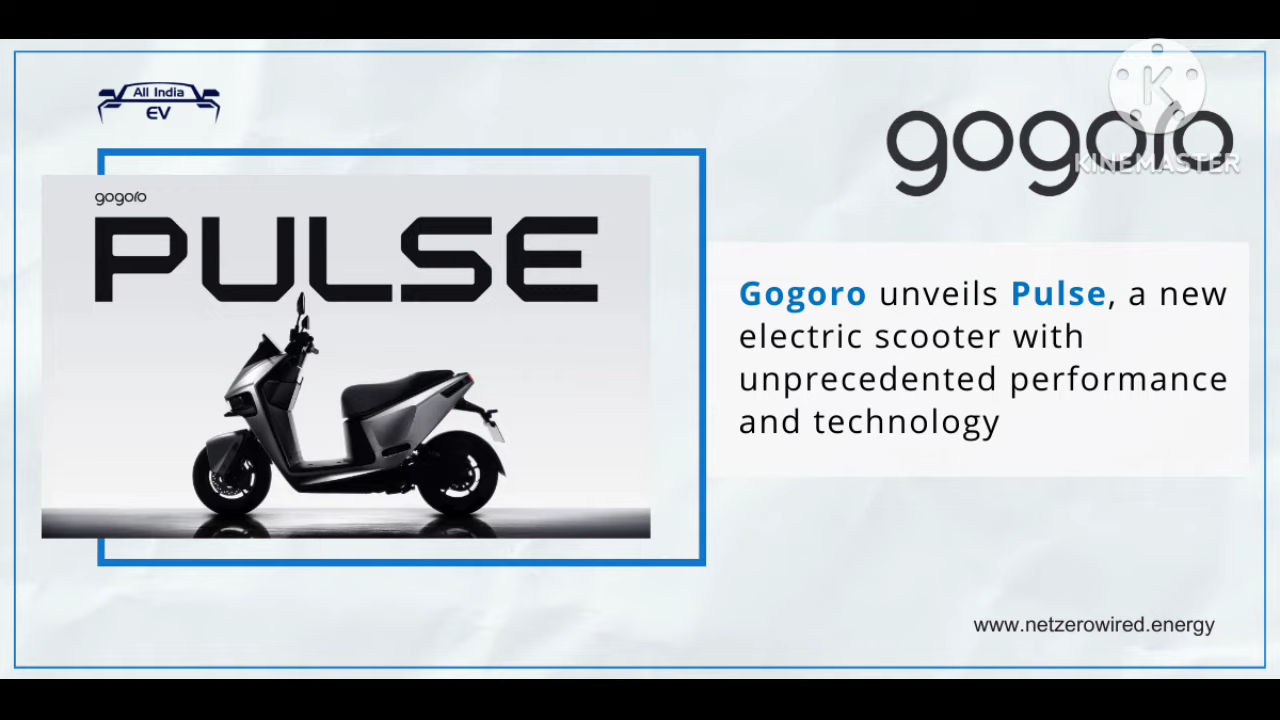 All India
EV
gogoro
K
KINEMASTER
gogoro
PULSE
Gogoro unveils Pulse, a new
electric scooter with
unprecedented performance
and technology
www.netzerowired.energy